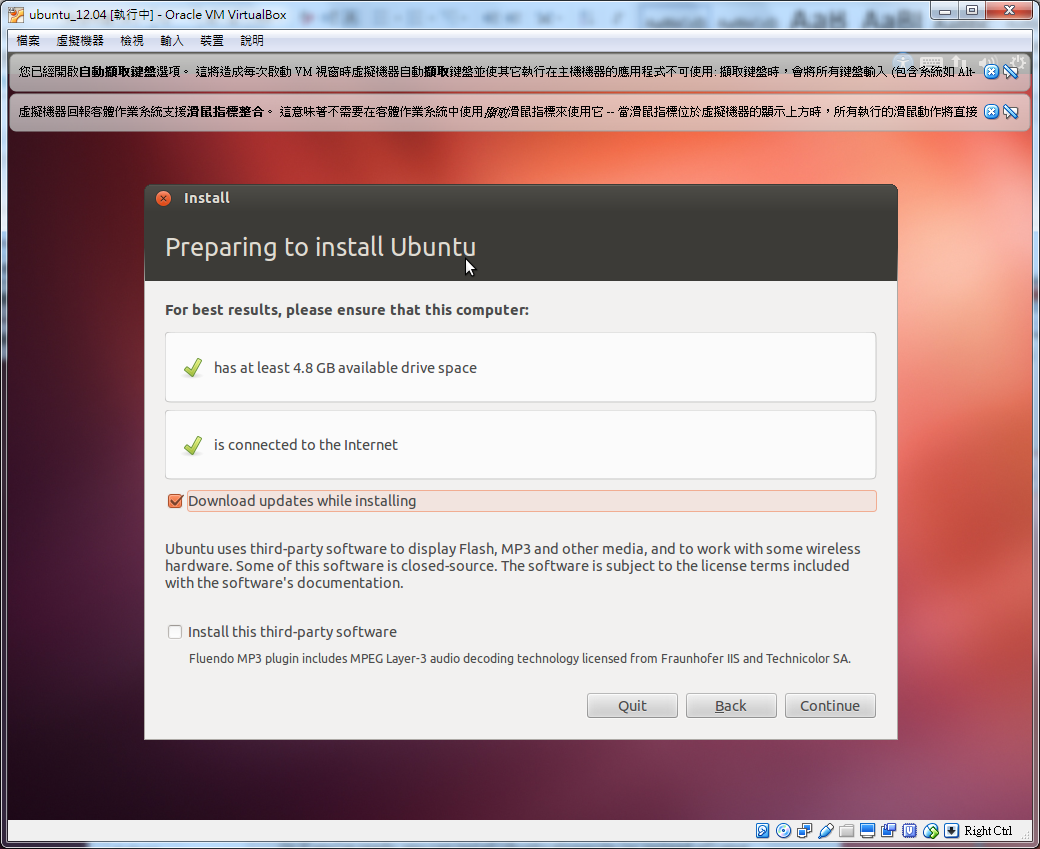 ubuntu_12.04 [執行中] - Oracle VM VirtualBox
檔案 虛擬機器 檢視 輸入 裝置 說明
您已經開啟自動擷取鍵盤選項。 這將造成每次啟動 VM 視窗時虛擬機器自動擷取鍵盤並使其它執行在主機機器的應用程式不可使用: 擷取鍵盤時，會將所有鍵盤輸入 (包含系統如 Alt-
虛擬機器回報客體作業系統支援滑鼠指標整合。 這意味著不需要在客體作業系統中使用滑鼠指標來使用它 -- 當滑鼠指標位於虛擬機器的顯示上方時，所有執行的滑鼠動作將直接
Install
Preparing to install Ubuntu
For best results, please ensure that this computer:
has at least 4.8 GB available drive space
is connected to the Internet
Download updates while installing
Ubuntu uses third-party software to display Flash, MP3 and other media, and to work with some wireless
hardware. Some of this software is closed-source. The software is subject to the license terms included
with the software's documentation.
Install this third-party software
Fluendo MP3 plugin includes MPEG Layer-3 audio decoding technology licensed from Fraunhofer IIS and Technicolor SA.
Quit Back Continue
Right Ctrl